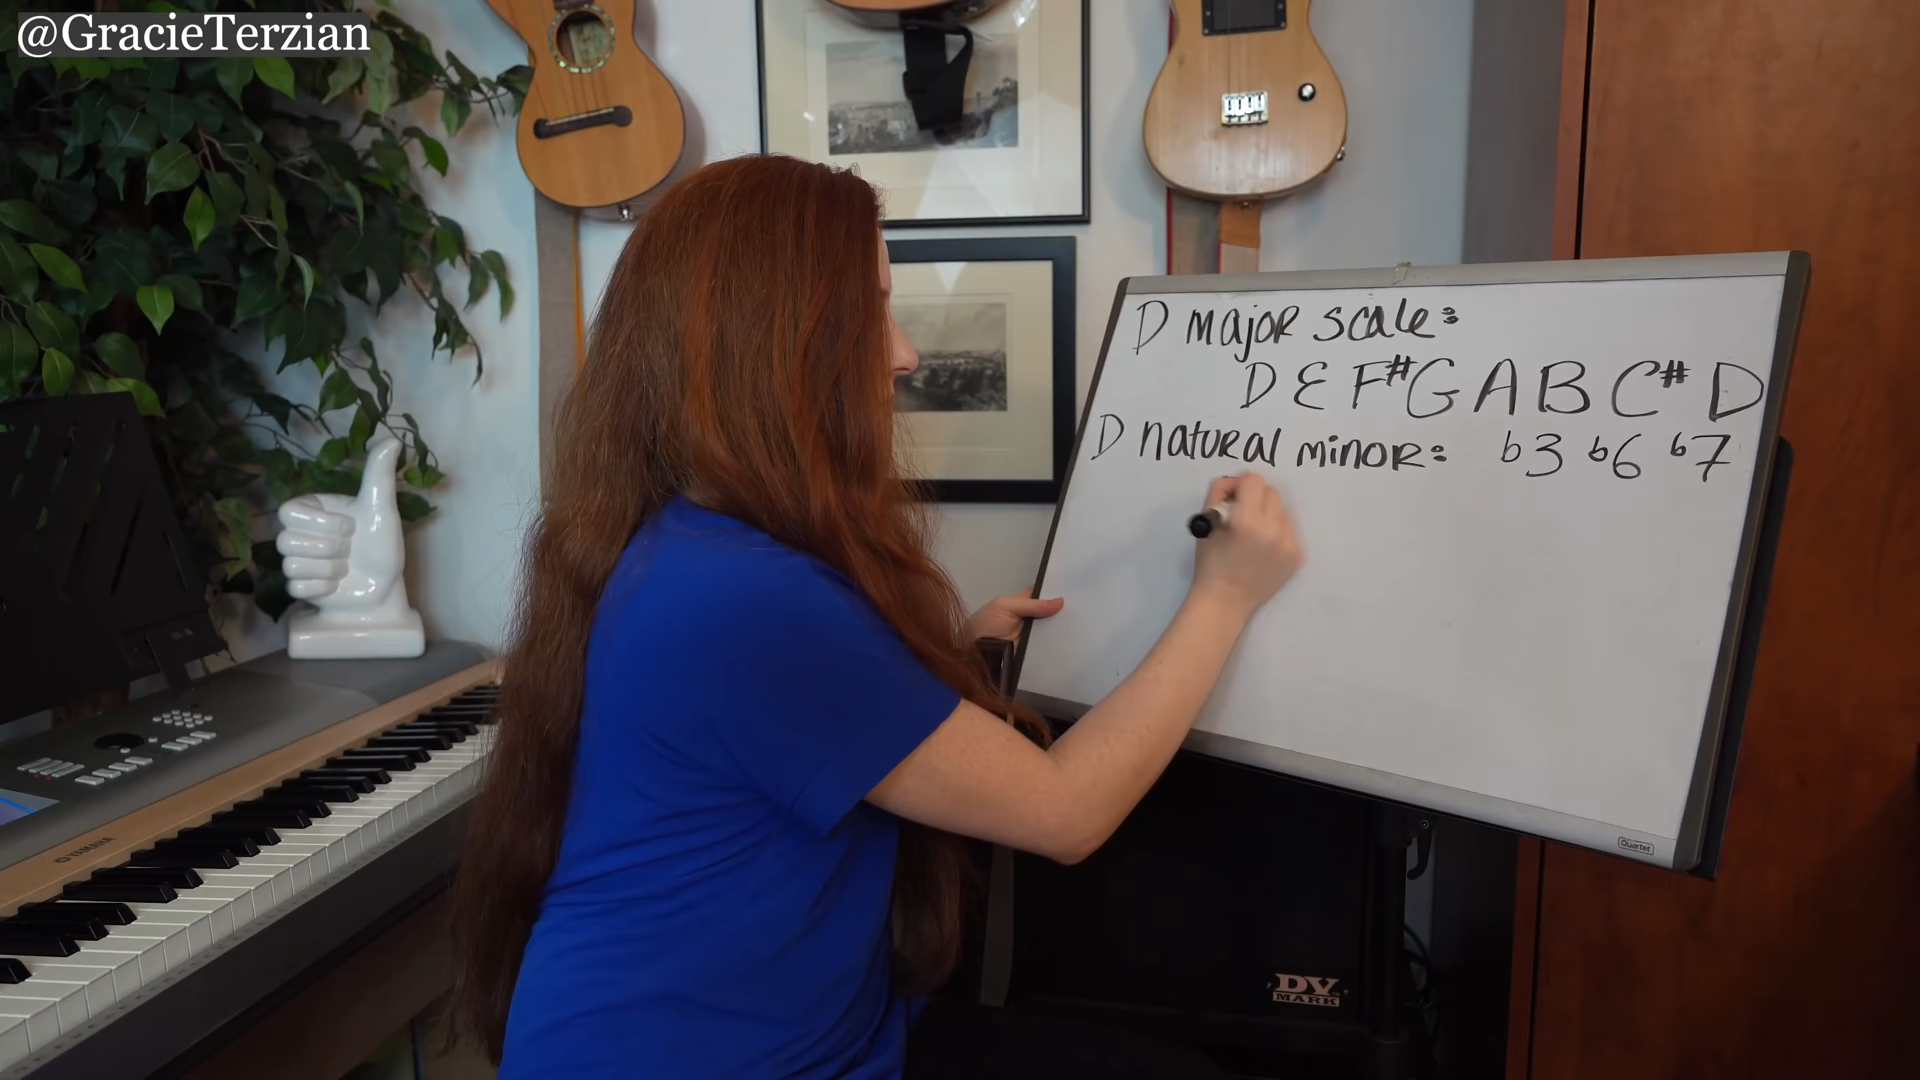 @GracieTerzian
D major scale:
D E F# G A B C# D
D natural minor: b3 b6 b7
YAMAHA
Quartet
DV
MARK